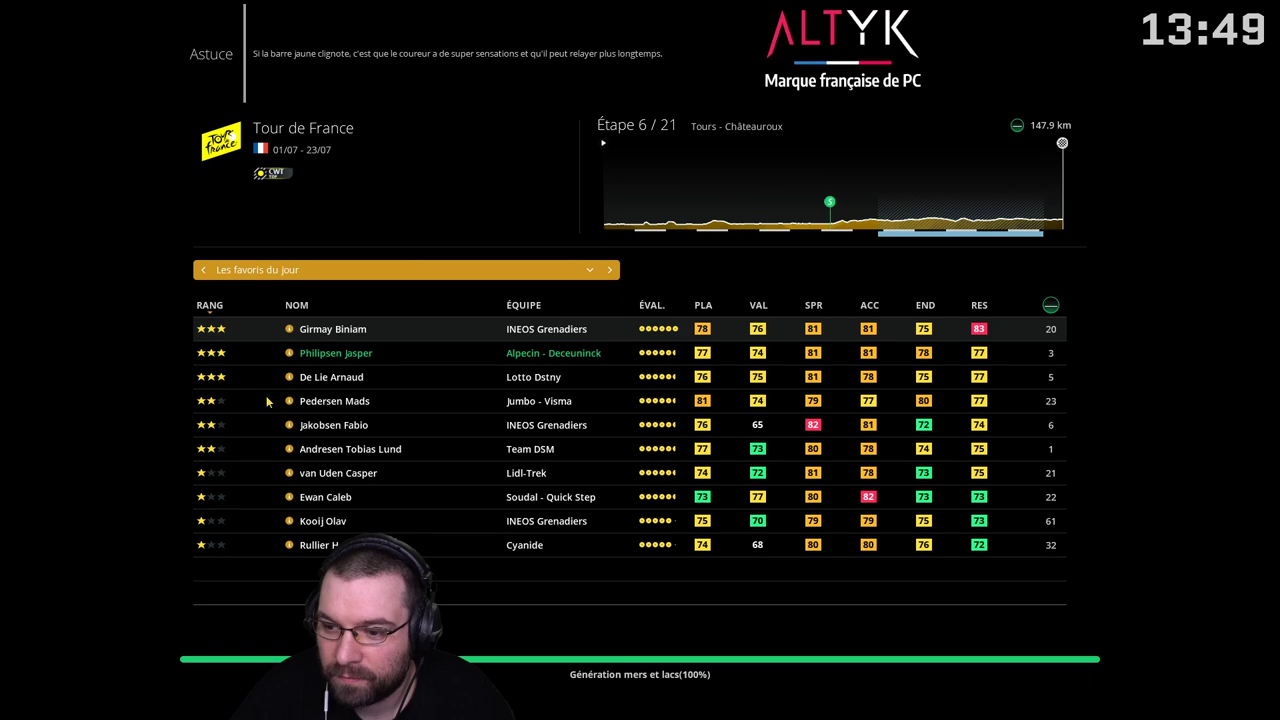 Astuce
Si la barre jaune clignote, c'est que le coureur a de super sensations et qu'il peut relayer plus longtemps.
ALTYK
Marque française de PC
13:49
TOUR de france
Tour de France
01/07 - 23/07
CWT
TOP
Étape 6 / 21 Tours - Châteauroux 147.9 km
S
Les favoris du jour
RANG NOM ÉQUIPE ÉVAL. PLA VAL SPR ACC END RES
Girmay Biniam INEOS Grenadiers 78 76 81 81 75 83 20
Philipsen Jasper Alpecin - Deceuninck 77 74 81 81 78 77 3
De Lie Arnaud Lotto Dstny 76 75 81 78 75 77 5
Pedersen Mads Jumbo - Visma 81 74 79 77 80 77 23
Jakobsen Fabio INEOS Grenadiers 76 65 82 81 72 74 6
Andresen Tobias Lund Team DSM 77 73 80 78 74 75 1
van Uden Casper Lidl-Trek 74 72 81 78 73 75 21
Ewan Caleb Soudal - Quick Step 73 77 80 82 73 73 22
Kooij Olav INEOS Grenadiers 75 70 79 79 75 73 61
Rullier H Cyanide 74 68 80 80 76 72 32
Génération mers et lacs(100%)